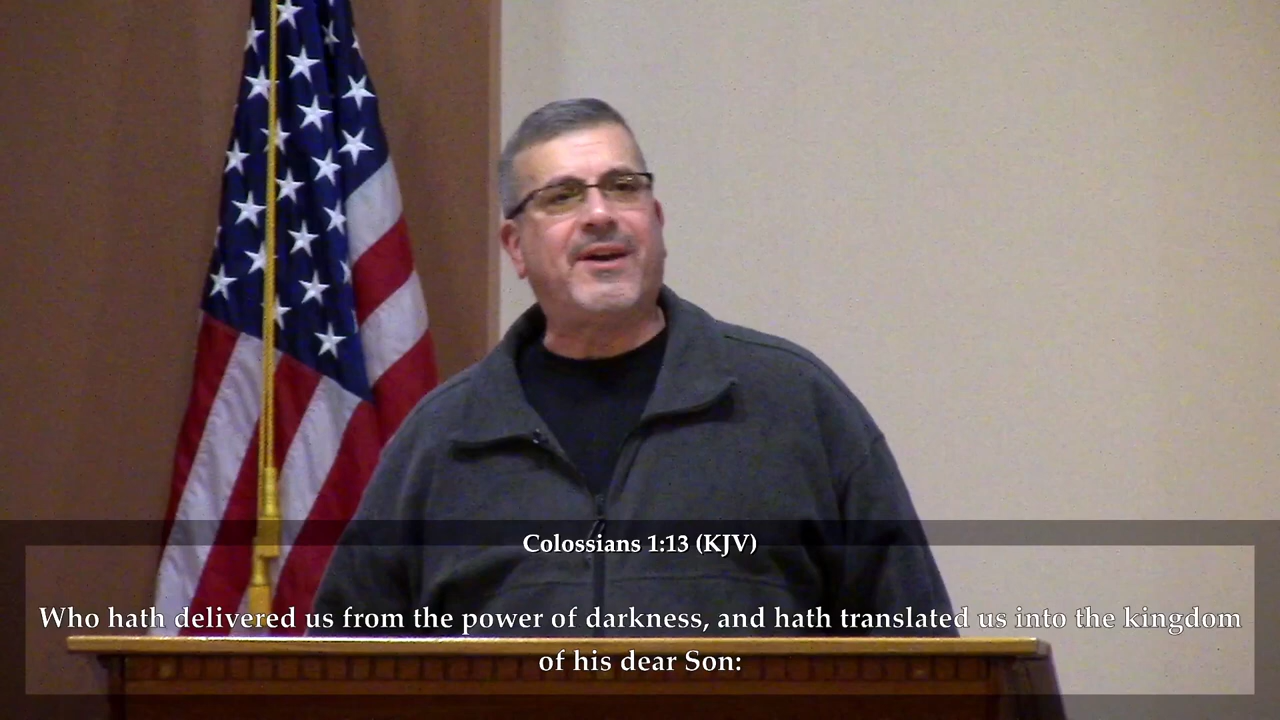 Colossians 1:13 (KJV)
Who hath delivered us from the power of darkness, and hath translated us into the kingdom
of his dear Son: